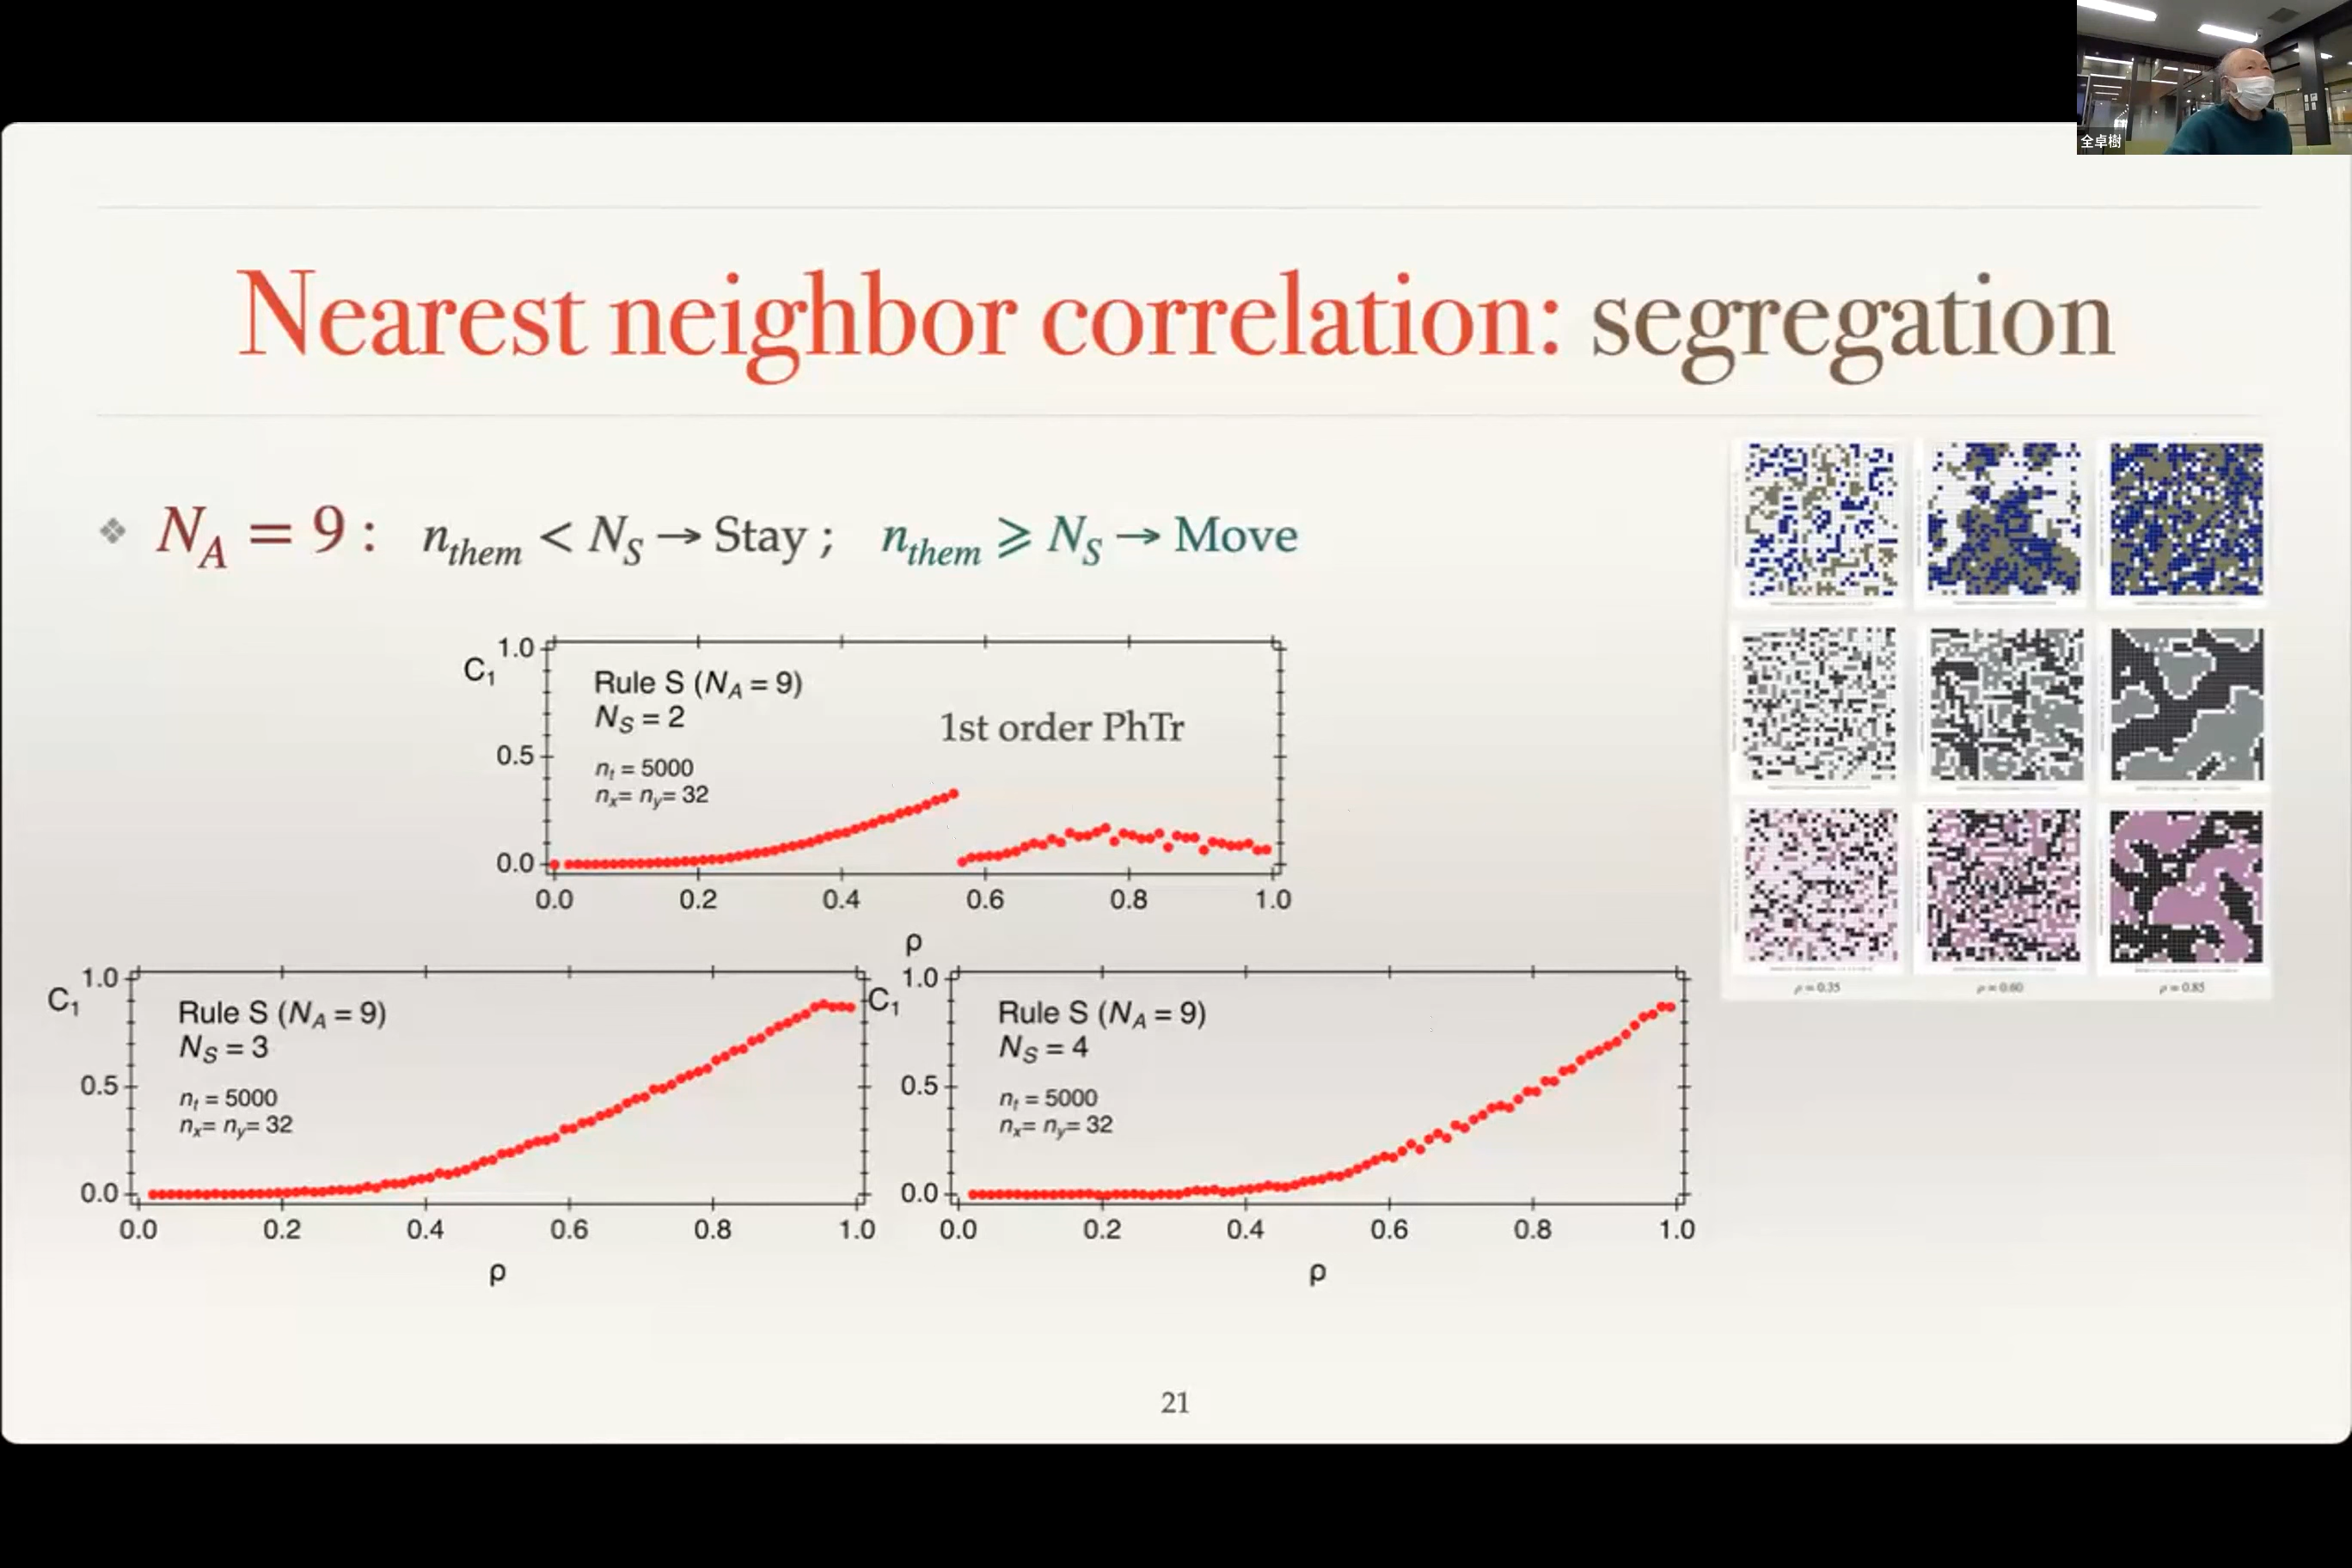 全卓樹
Nearest neighbor correlation: segregation
❖ N_A = 9 : n_them < N_S → Stay ; n_them ⩾ N_S → Move
1.0
C₁
Rule S (N_A = 9)
N_S = 2
1st order PhTr
0.5
n_t = 5000
n_x= n_y= 32
0.0
0.0 0.2 0.4 0.6 0.8 1.0
ρ
1.0
C₁
Rule S (N_A = 9)
N_S = 3
0.5
n_t = 5000
n_x= n_y= 32
0.0
0.0 0.2 0.4 0.6 0.8 1.0
ρ
1.0
C₁
Rule S (N_A = 9)
N_S = 4
0.5
n_t = 5000
n_x= n_y= 32
0.0
0.0 0.2 0.4 0.6 0.8 1.0
ρ
ρ = 0.35 ρ = 0.60 ρ = 0.85
21